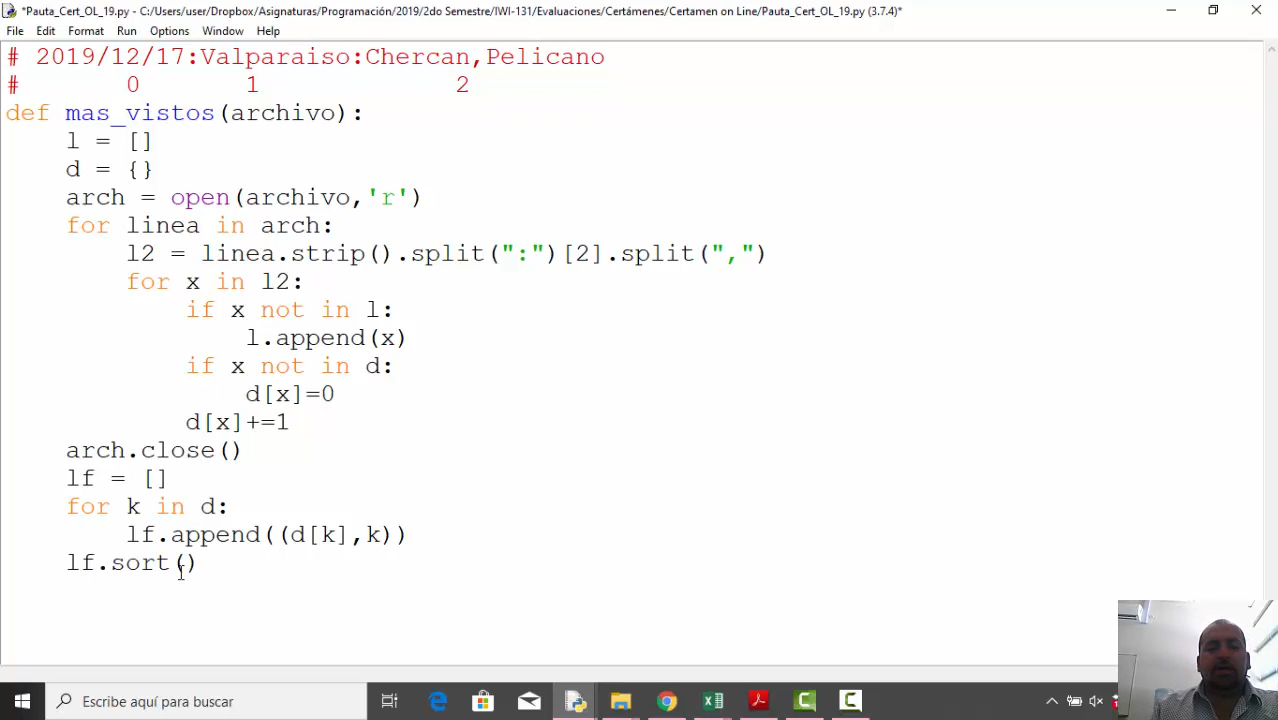 *Pauta_Cert_OL_19.py - C:/Users/user/Dropbox/Asignaturas/Programación/2019/2do Semestre/IWI-131/Evaluaciones/Certámenes/Certamen on Line/Pauta_Cert_OL_19.py (3.7.4)*
File Edit Format Run Options Window Help
# 2019/12/17:Valparaiso:Chercan,Pelicano
# 0 1 2
def mas_vistos(archivo):
l = []
d = {}
arch = open(archivo,'r')
for linea in arch:
l2 = linea.strip().split(":")[2].split(",")
for x in l2:
if x not in l:
l.append(x)
if x not in d:
d[x]=0
d[x]+=1
arch.close()
lf = []
for k in d:
lf.append((d[k],k))
lf.sort()
Escribe aquí para buscar